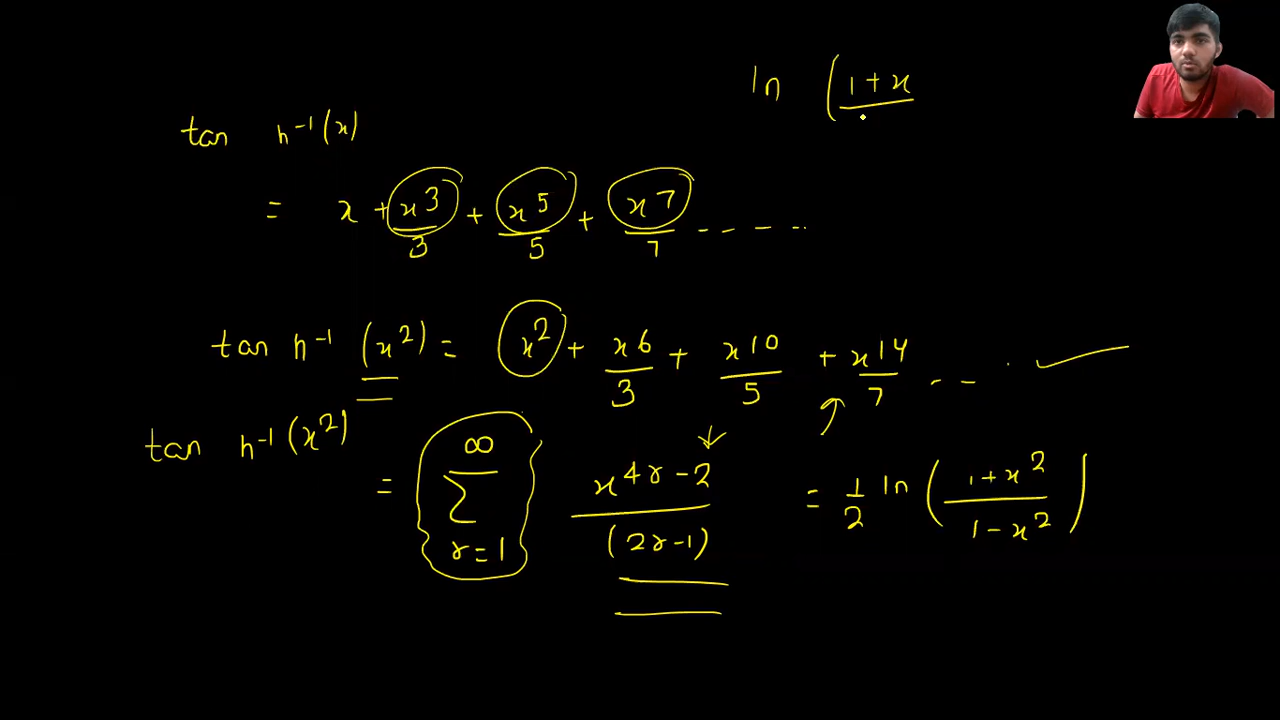 ln (1+x
tan h⁻¹(x)
= x + x³/3 + x⁵/5 + x⁷/7 - - - - ..
tan h⁻¹ (x²) = x² + x⁶/3 + x¹⁰/5 + x¹⁴/7 - - .
tan h⁻¹(x²)
= ∞ Σ r=1 x⁴ʳ⁻²/(2r-1) = 1/2 ln (1+x²/1-x²)